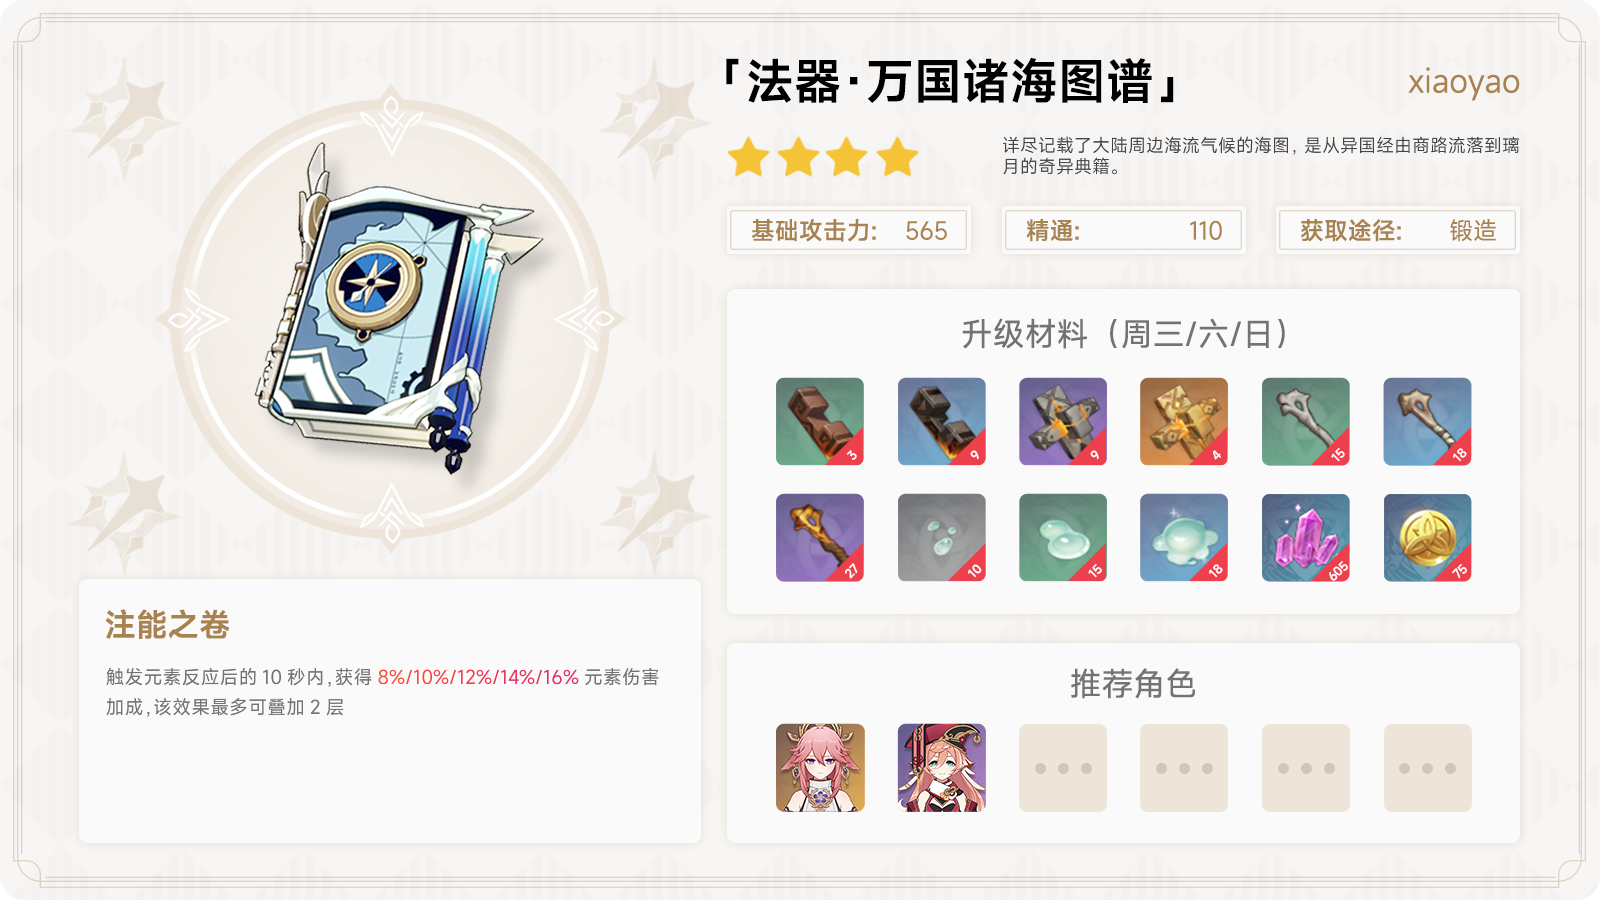 「法器·万国诸海图谱」
xiaoyao
详尽记载了大陆周边海流气候的海图，是从异国经由商路流落到璃
月的奇异典籍。
基础攻击力: 565
精通: 110
获取途径: 锻造
升级材料（周三/六/日）
3 9 9 4 15 18
27 10 15 18 605 75
注能之卷
触发元素反应后的 10 秒内,获得 8%/10%/12%/14%/16% 元素伤害
加成,该效果最多可叠加 2 层
推荐角色